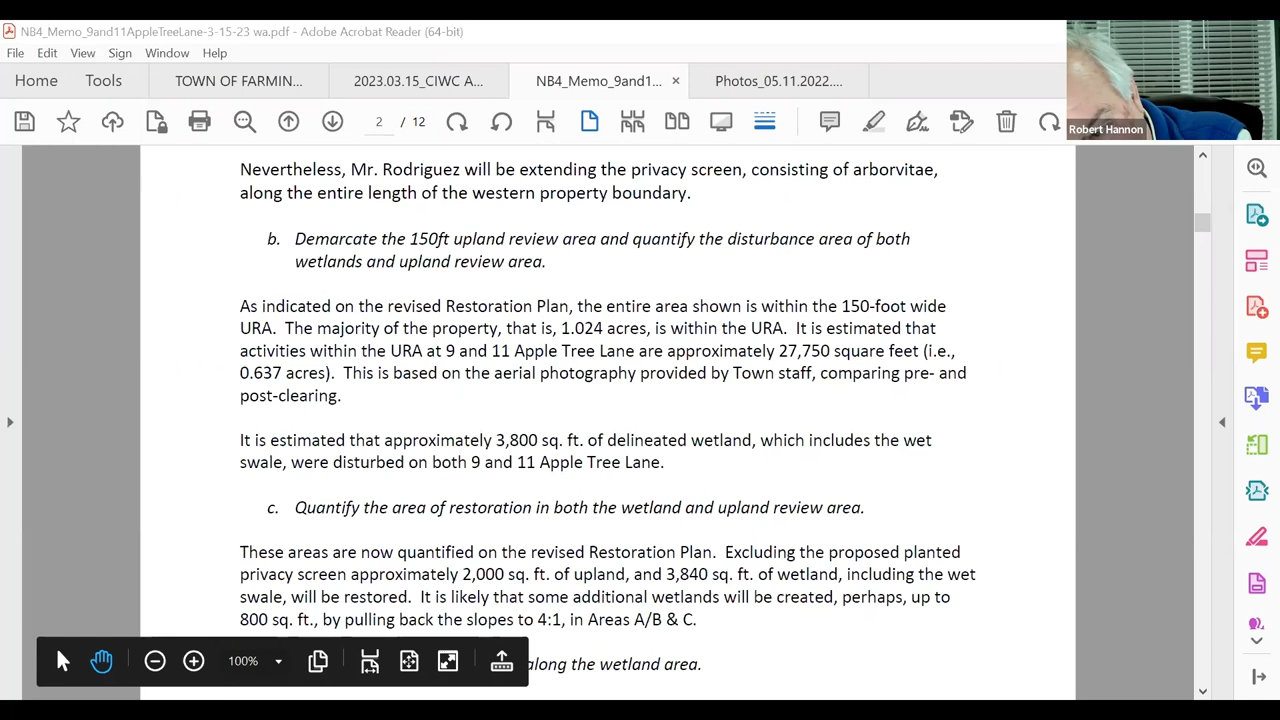 NB4_Memo_9and11AppleTreeLane-3-15-23 wa.pdf - Adobe Acrobat Reader (64-bit)
File Edit View Sign Window Help
Home Tools TOWN OF FARMIN... 2023.03.15_CIWC A... NB4_Memo_9and1... × Photos_05.11.2022....
2 / 12
Robert Hannon
Nevertheless, Mr. Rodriguez will be extending the privacy screen, consisting of arborvitae,
along the entire length of the western property boundary.
b. Demarcate the 150ft upland review area and quantify the disturbance area of both
wetlands and upland review area.
As indicated on the revised Restoration Plan, the entire area shown is within the 150-foot wide
URA. The majority of the property, that is, 1.024 acres, is within the URA. It is estimated that
activities within the URA at 9 and 11 Apple Tree Lane are approximately 27,750 square feet (i.e.,
0.637 acres). This is based on the aerial photography provided by Town staff, comparing pre- and
post-clearing.
It is estimated that approximately 3,800 sq. ft. of delineated wetland, which includes the wet
swale, were disturbed on both 9 and 11 Apple Tree Lane.
c. Quantify the area of restoration in both the wetland and upland review area.
These areas are now quantified on the revised Restoration Plan. Excluding the proposed planted
privacy screen approximately 2,000 sq. ft. of upland, and 3,840 sq. ft. of wetland, including the wet
swale, will be restored. It is likely that some additional wetlands will be created, perhaps, up to
800 sq. ft., by pulling back the slopes to 4:1, in Areas A/B & C.
100%
along the wetland area.